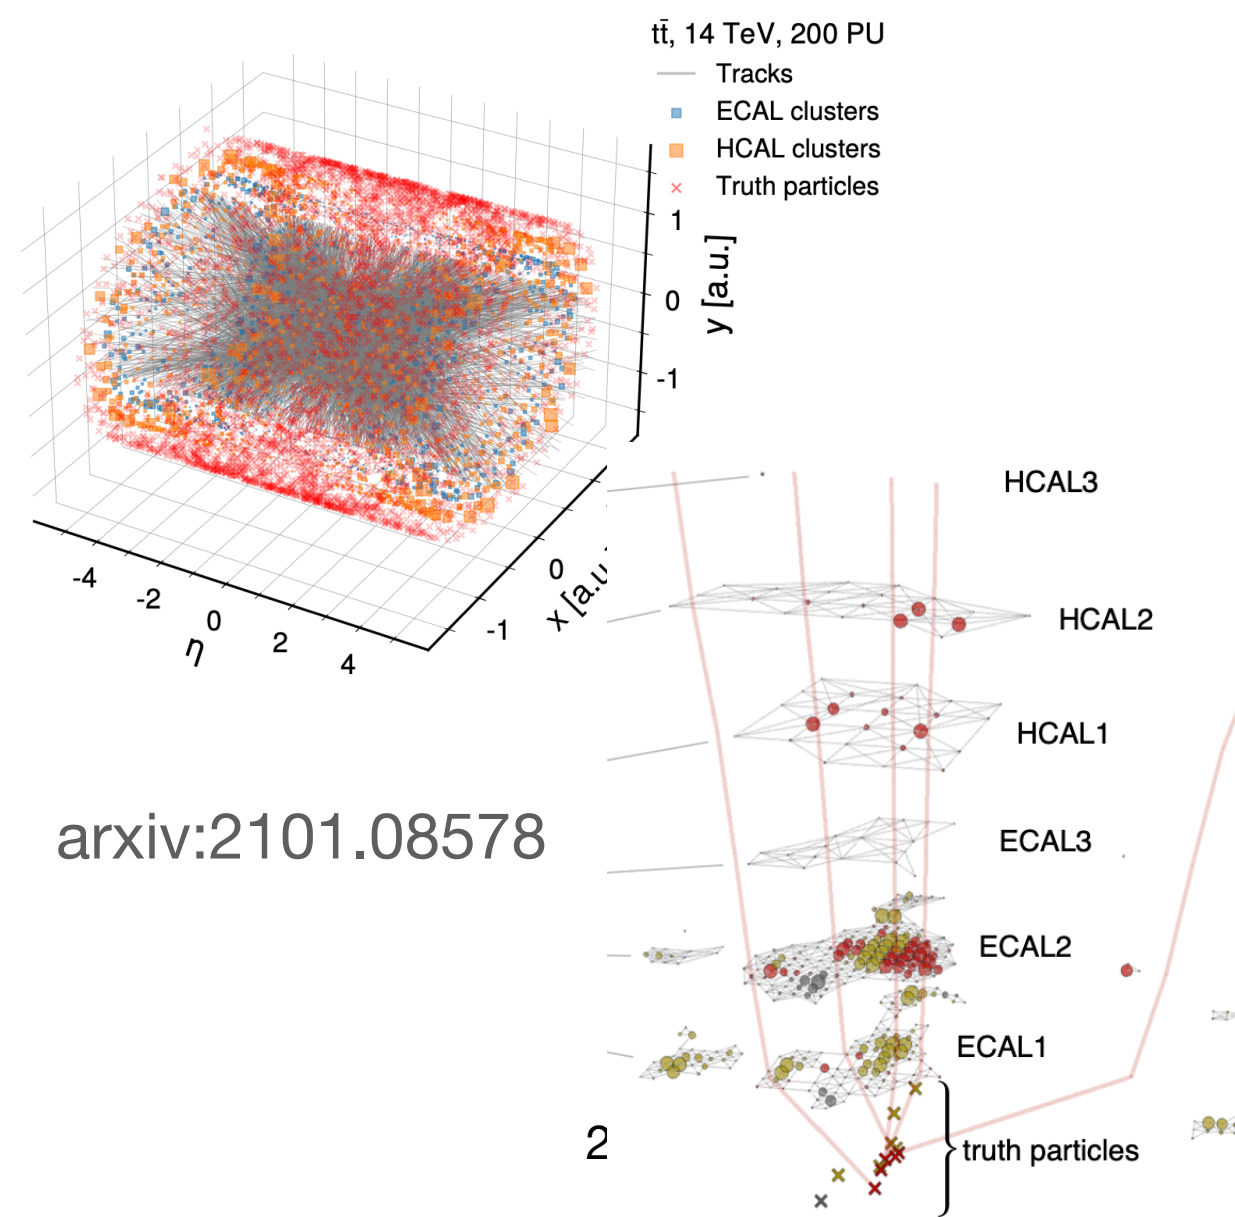 tt̄, 14 TeV, 200 PU
Tracks
ECAL clusters
HCAL clusters
Truth particles
1
0
-1
y [a.u.]
-4
-2
0
2
4
η
-1
0
x [a.u.
HCAL3
HCAL2
HCAL1
arxiv:2101.08578
ECAL3
ECAL2
ECAL1
2
truth particles